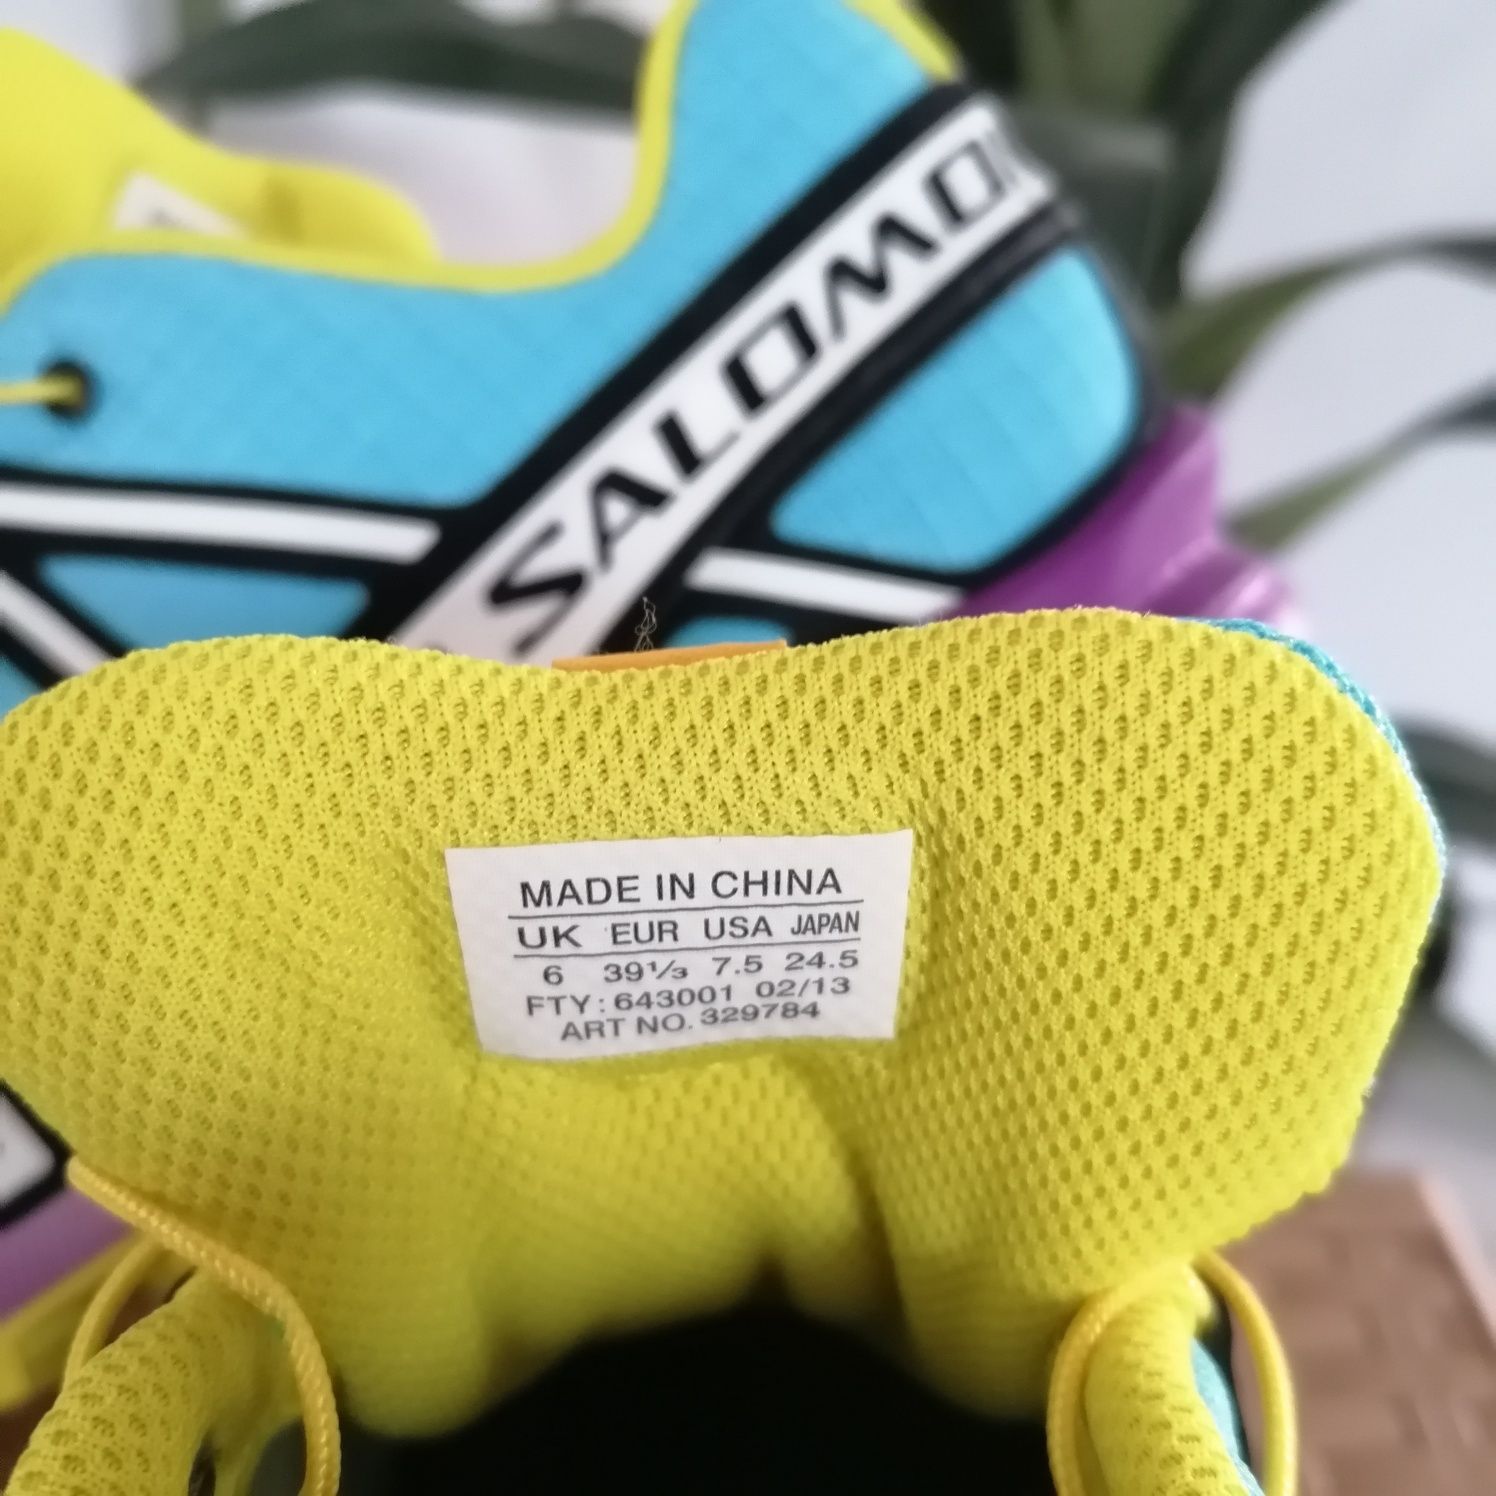 SALOMON
MADE IN CHINA
UK EUR USA JAPAN
6 39⅓ 7.5 24.5
FTY: 643001 02/13
ART NO. 329784